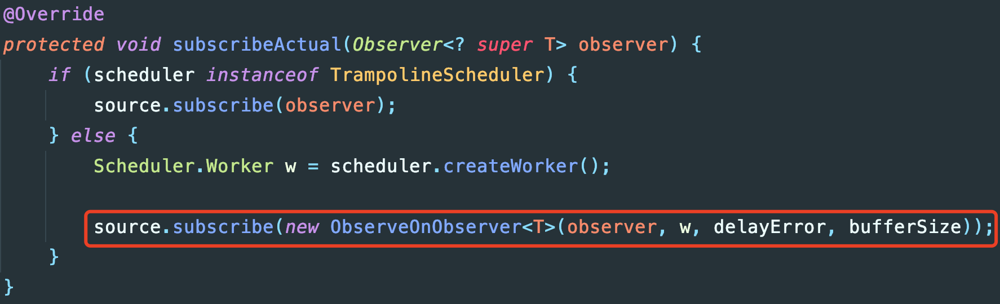 @Override
protected void subscribeActual(Observer<? super T> observer) {
    if (scheduler instanceof TrampolineScheduler) {
        source.subscribe(observer);
    } else {
        Scheduler.Worker w = scheduler.createWorker();
        source.subscribe(new ObserveOnObserver<T>(observer, w, delayError, bufferSize));
    }
}